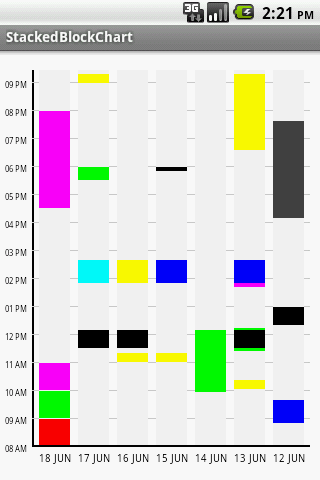 3G 2:21 PM
StackedBlockChart
09 PM
08 PM
07 PM
06 PM
05 PM
04 PM
03 PM
02 PM
01 PM
12 PM
11 AM
10 AM
09 AM
08 AM
18 JUN 17 JUN 16 JUN 15 JUN 14 JUN 13 JUN 12 JUN